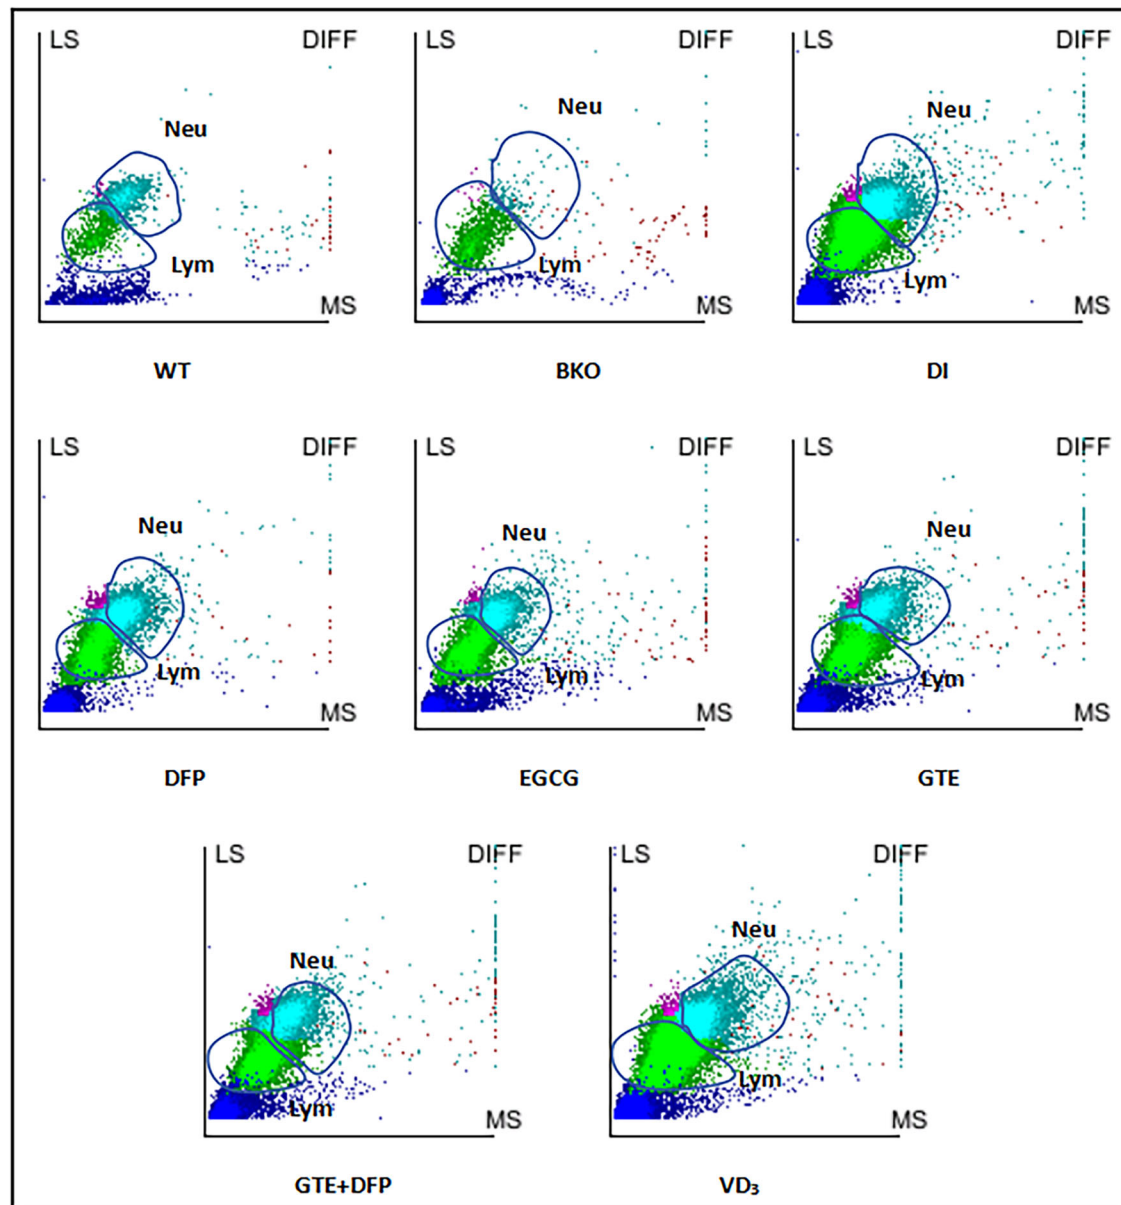 LS DIFF LS DIFF LS DIFF
Neu Neu Neu
Lym Lym Lym
MS MS MS
WT BKO DI
LS DIFF LS DIFF LS DIFF
Neu Neu Neu
Lym Lym Lym
MS MS MS
DFP EGCG GTE
LS DIFF LS DIFF
Neu Neu
Lym Lym
MS MS
GTE+DFP VD₃